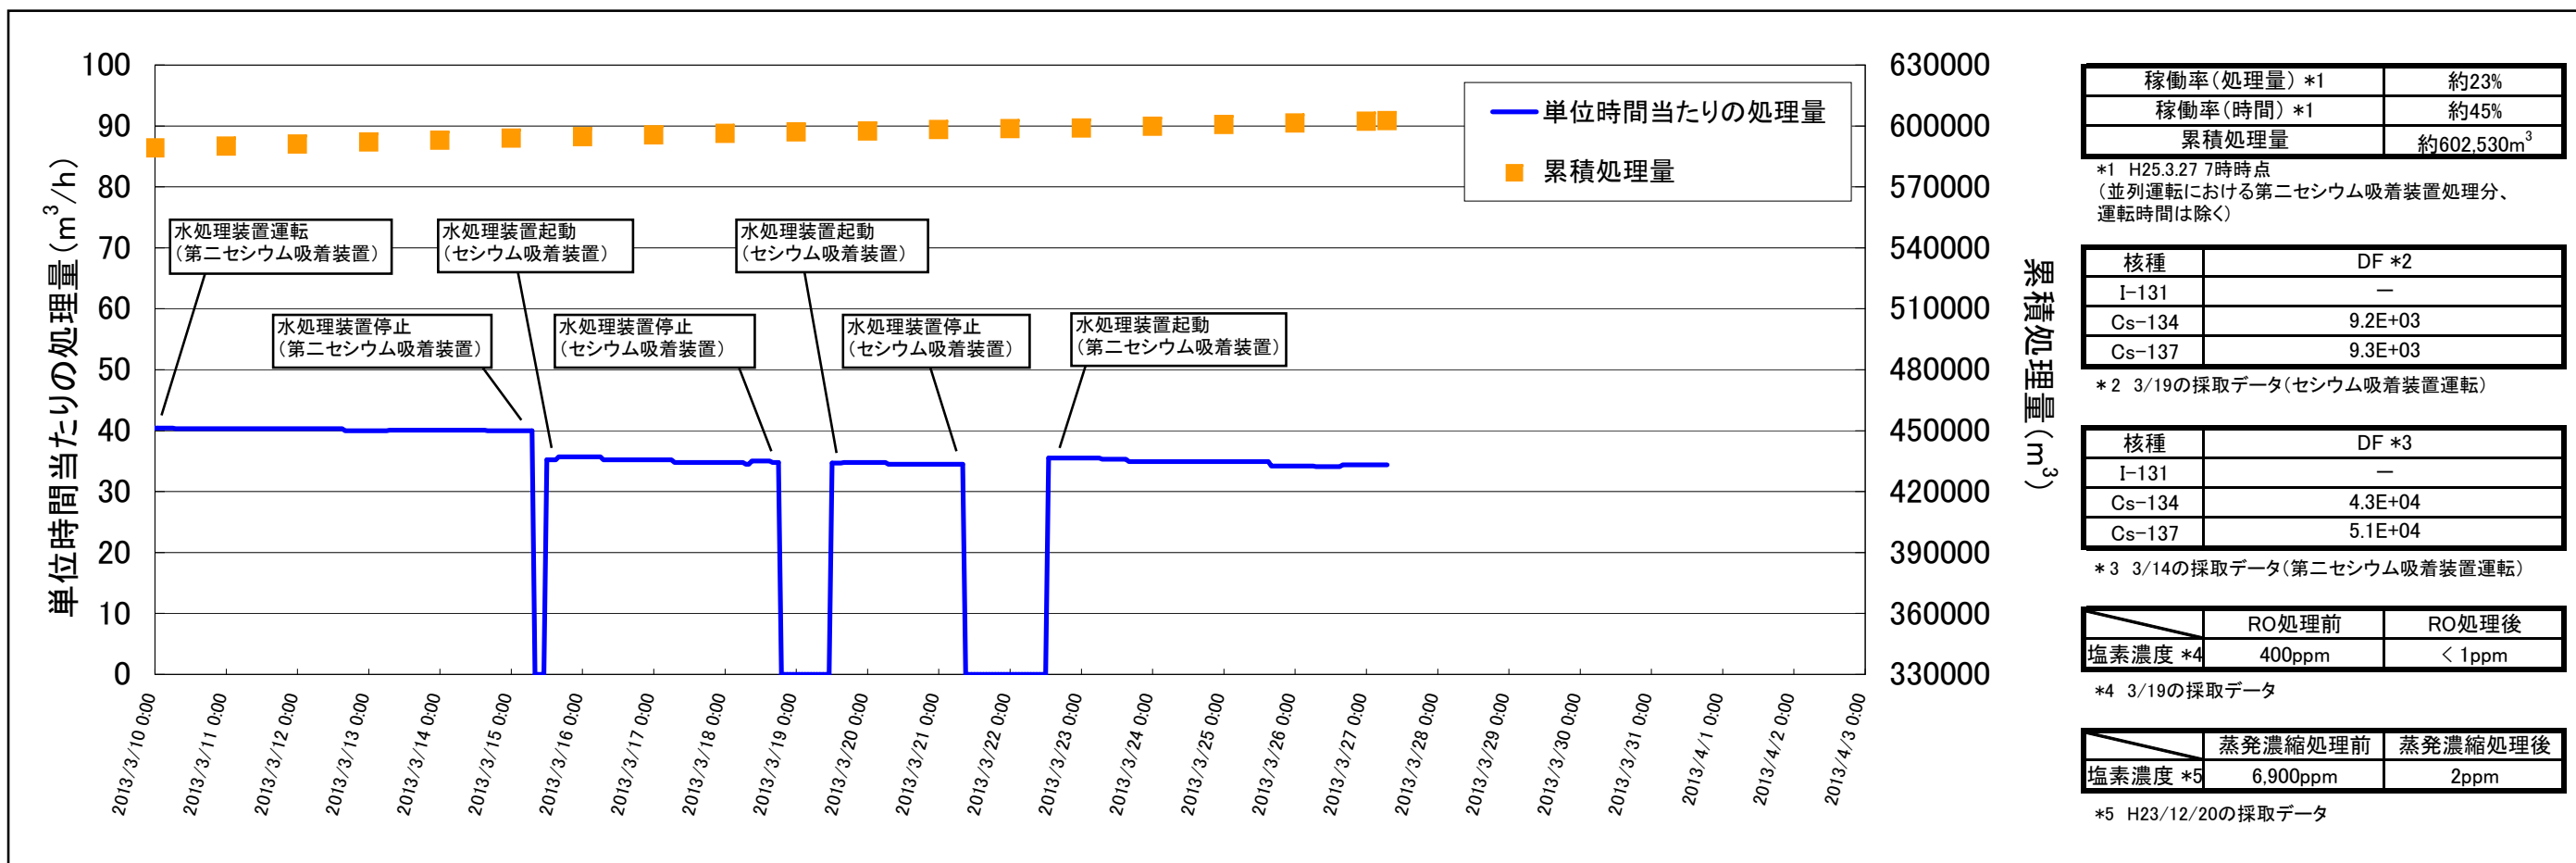 単位時間当たりの処理量(m³/h)
100
90
80
70
60
50
40
30
20
10
0
水処理装置運転
(第二セシウム吸着装置)
水処理装置停止
(第二セシウム吸着装置)
水処理装置起動
(セシウム吸着装置)
水処理装置停止
(セシウム吸着装置)
水処理装置起動
(セシウム吸着装置)
水処理装置停止
(セシウム吸着装置)
水処理装置起動
(第二セシウム吸着装置)
単位時間当たりの処理量
累積処理量
2013/3/10 0:00
2013/3/11 0:00
2013/3/12 0:00
2013/3/13 0:00
2013/3/14 0:00
2013/3/15 0:00
2013/3/16 0:00
2013/3/17 0:00
2013/3/18 0:00
2013/3/19 0:00
2013/3/20 0:00
2013/3/21 0:00
2013/3/22 0:00
2013/3/23 0:00
2013/3/24 0:00
2013/3/25 0:00
2013/3/26 0:00
2013/3/27 0:00
2013/3/28 0:00
2013/3/29 0:00
2013/3/30 0:00
2013/3/31 0:00
2013/4/1 0:00
2013/4/2 0:00
2013/4/3 0:00
630000
600000
570000
540000
510000
480000
450000
420000
390000
360000
330000
累積処理量(m³)
稼働率(処理量) *1 約23%
稼働率(時間) *1 約45%
累積処理量 約602,530m³
*1 H25.3.27 7時時点
(並列運転における第二セシウム吸着装置処理分、
運転時間は除く)
核種 DF *2
I-131 ―
Cs-134 9.2E+03
Cs-137 9.3E+03
*2 3/19の採取データ(セシウム吸着装置運転)
核種 DF *3
I-131 ―
Cs-134 4.3E+04
Cs-137 5.1E+04
*3 3/14の採取データ(第二セシウム吸着装置運転)
RO処理前 RO処理後
塩素濃度 *4 400ppm <1ppm
*4 3/19の採取データ
蒸発濃縮処理前 蒸発濃縮処理後
塩素濃度 *5 6,900ppm 2ppm
*5 H23/12/20の採取データ